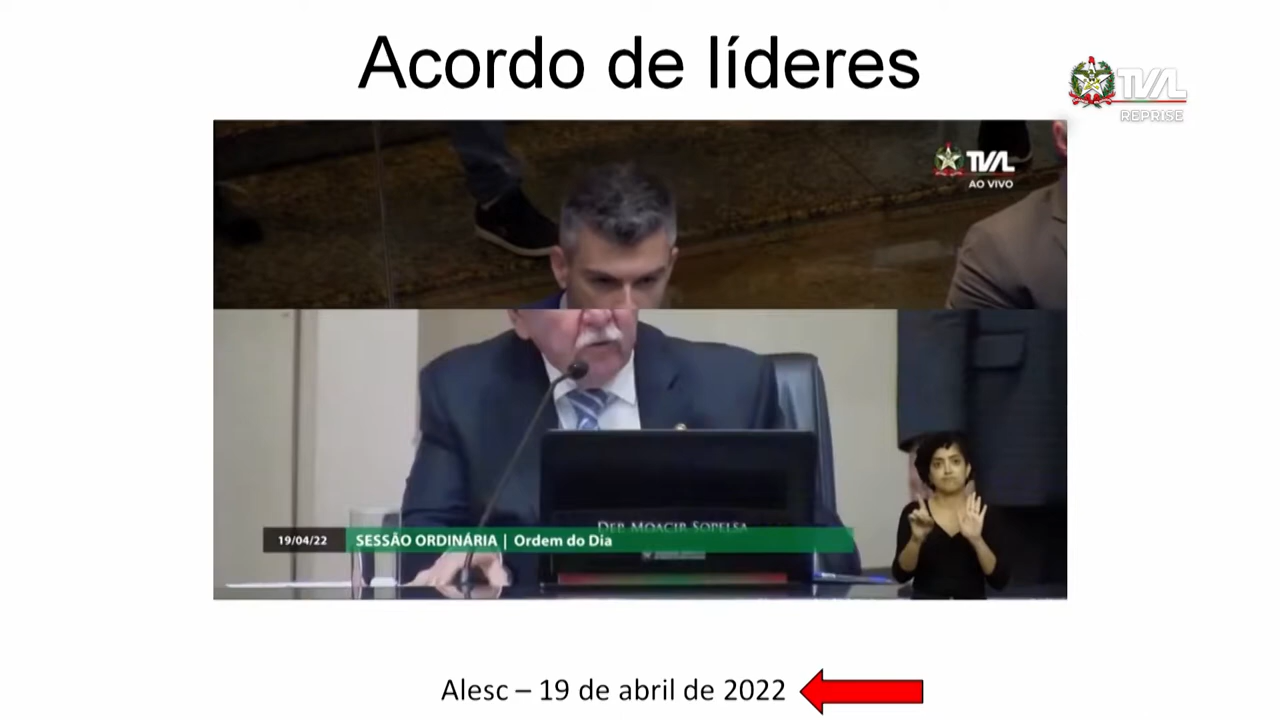 Acordo de líderes
TVAL
REPRISE
TVAL
AO VIVO
DEP. MOACIR SOPELSA
19/04/22 SESSÃO ORDINÁRIA | Ordem do Dia
Alesc – 19 de abril de 2022